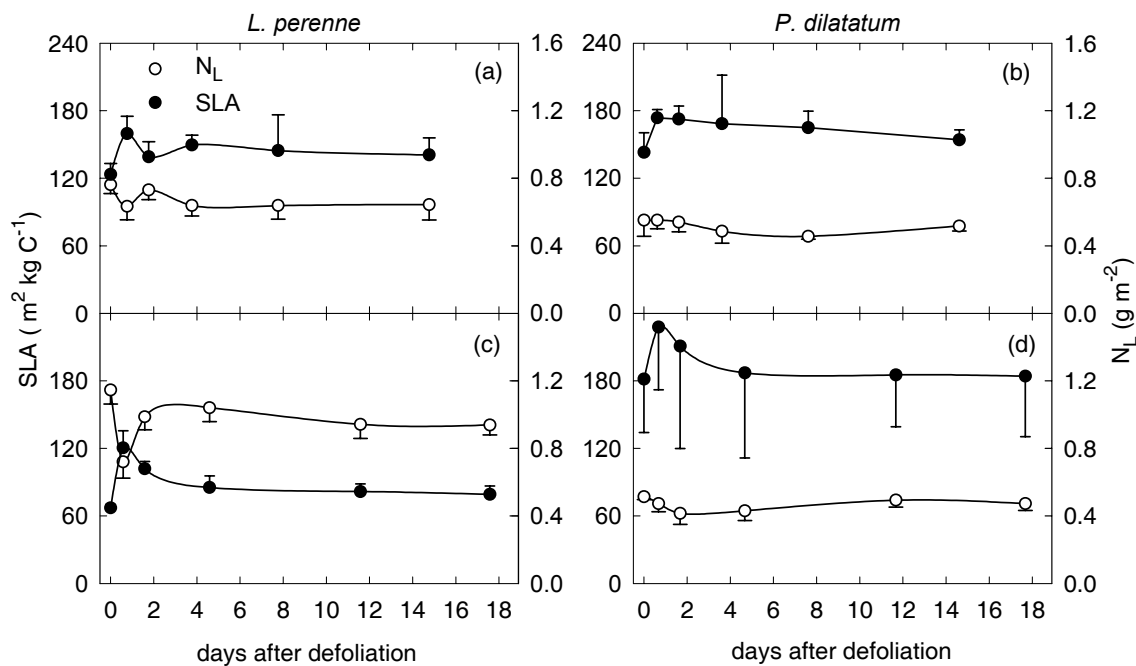 L. perenne
P. dilatatum
240
180
120
60
0
N_L
SLA
(a)
240
180
120
60
0
(b)
1.6
1.2
0.8
0.4
0.0
1.6
1.2
0.8
0.4
0.0
SLA ( m² kg C⁻¹)
N_L (g m⁻²)
180
120
60
0
(c)
1.2
0.8
0.4
0.0
180
120
60
0
(d)
1.2
0.8
0.4
0.0
0 2 4 6 8 10 12 14 16 18
0 2 4 6 8 10 12 14 16 18
days after defoliation
days after defoliation